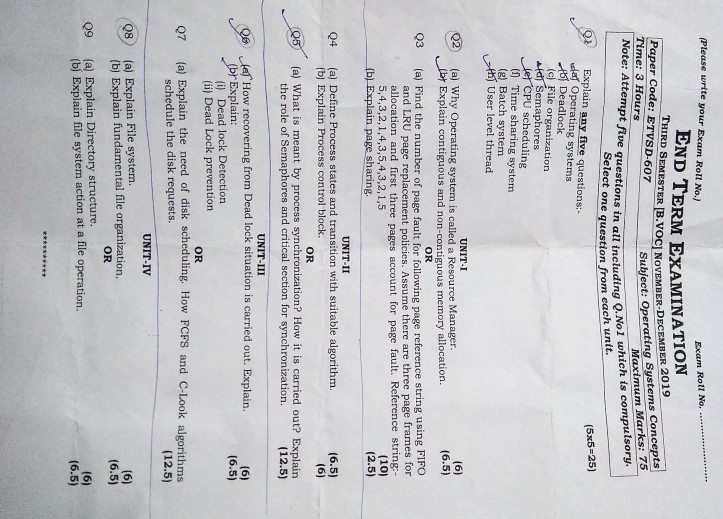 (Please write your Exam Roll No.) Exam Roll No. ....................
END TERM EXAMINATION
THIRD SEMESTER [B.VOC] NOVEMBER-DECEMBER 2019
Paper Code: ETVSD-607 Subject: Operating Systems Concepts
Time: 3 Hours Maximum Marks: 75
Note: Attempt five questions in all including Q.No1 which is compulsory.
Select one question from each unit.
Q1 Explain any five questions:- (5x5=25)
(a) Operating systems
(b) Deadlock
(c) File organization
(d) Semaphores
(e) CPU scheduling
(f) Time sharing system
(g) Batch system
(h) User level thread
UNIT-I
Q2 (a) Why Operating system is called a Resource Manager. (6)
(b) Explain contiguous and non-contiguous memory allocation. (6.5)
OR
Q3 (a) Find the number of page fault for following page reference string using FIFO
and LRU page replacement policies. Assume there are three page frames for
allocation and first three pages account for page fault. Reference string:-
5,4,3,2,1,4,3,5,4,3,2,1,5 (10)
(b) Explain page sharing. (2.5)
UNIT-II
Q4 (a) Define Process states and transition with suitable algorithm. (6.5)
(b) Explain Process control block. (6)
OR
Q5 (a) What is meant by process synchronization? How it is carried out? Explain
the role of Semaphores and critical section for synchronization. (12.5)
UNIT-III
Q6 (a) How recovering from Dead lock situation is carried out. Explain. (6)
(b) Explain: (6.5)
(i) Dead lock Detection
(ii) Dead Lock prevention
OR
Q7 (a) Explain the need of disk scheduling. How FCFS and C-Look algorithms
schedule the disk requests. (12.5)
UNIT-IV
Q8 (a) Explain File system. (6)
(b) Explain fundamental file organization. (6.5)
OR
Q9 (a) Explain Directory structure. (6)
(b) Explain file system action at a file operation. (6.5)
**********